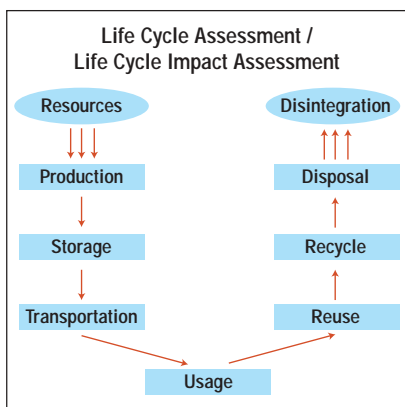 Life Cycle Assessment /
Life Cycle Impact Assessment
Resources
Disintegration
Production
Disposal
Storage
Recycle
Transportation
Reuse
Usage